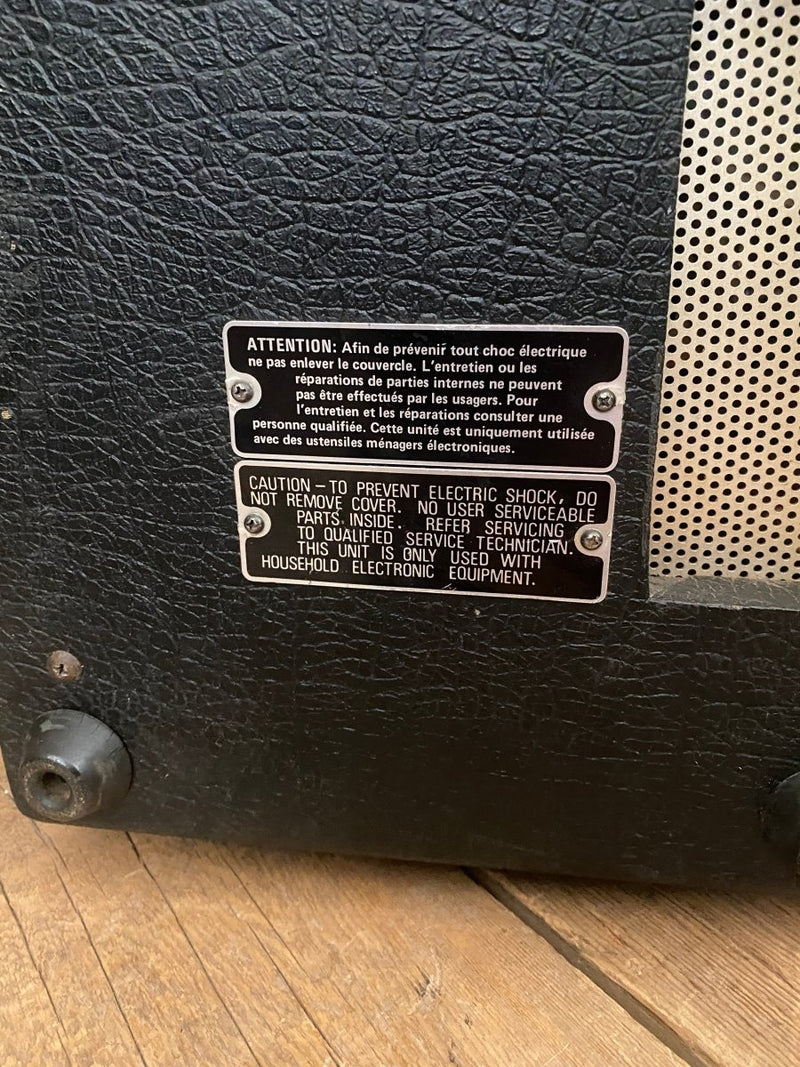 ATTENTION: Afin de prévenir tout choc électrique
ne pas enlever le couvercle. L'entretien ou les
réparations de parties internes ne peuvent
pas être effectués par les usagers. Pour
l'entretien et les réparations consulter une
personne qualifiée. Cette unité est uniquement utilisée
avec des ustensiles ménagers électroniques.
CAUTION – TO PREVENT ELECTRIC SHOCK, DO
NOT REMOVE COVER. NO USER SERVICEABLE
PARTS INSIDE. REFER SERVICING
TO QUALIFIED SERVICE TECHNICIAN.
THIS UNIT IS ONLY USED WITH
HOUSEHOLD ELECTRONIC EQUIPMENT.